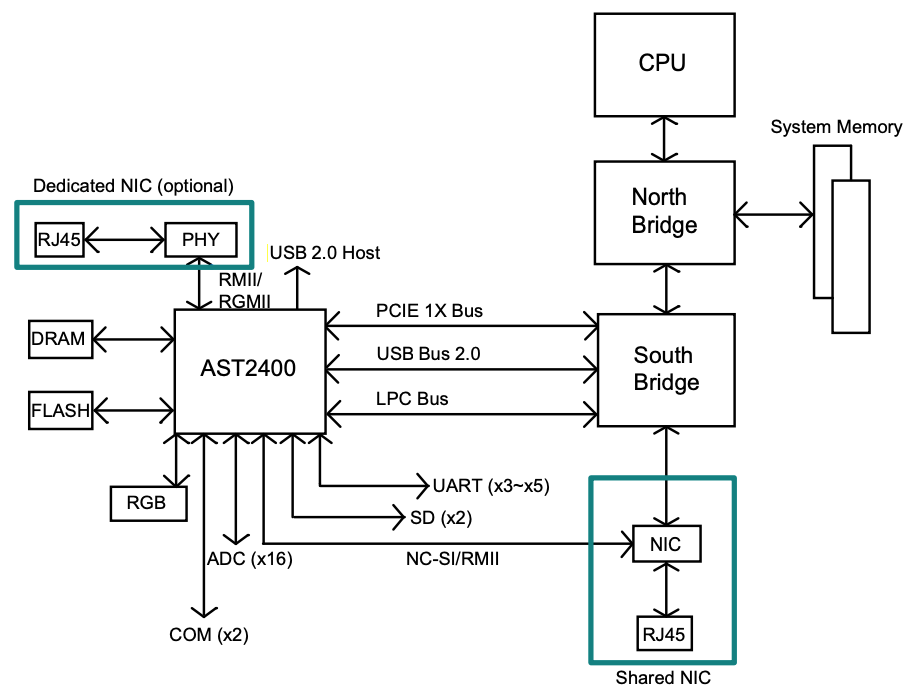 CPU
System Memory
North
Bridge
Dedicated NIC (optional)
RJ45
PHY
USB 2.0 Host
RMII/
RGMII
PCIE 1X Bus
DRAM
AST2400
USB Bus 2.0
South
Bridge
LPC Bus
FLASH
UART (x3~x5)
RGB
SD (x2)
ADC (x16)
NC-SI/RMII
NIC
COM (x2)
RJ45
Shared NIC